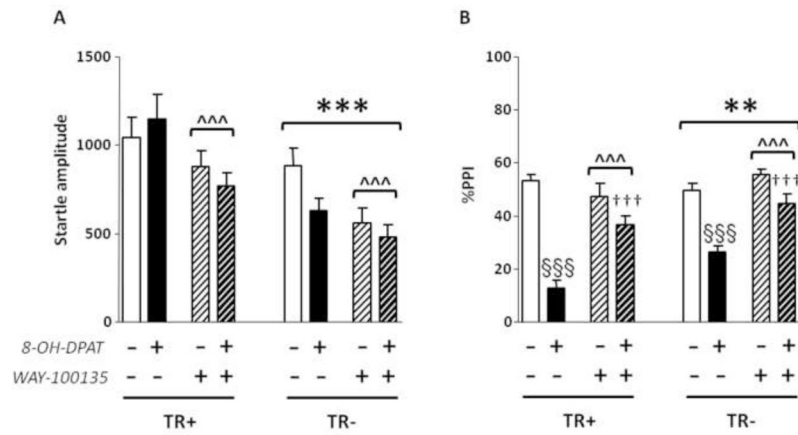 A
Startle amplitude
1500
1000
500
0
^^^
***
^^^
8-OH-DPAT - + - + - + - +
WAY-100135 - - + + - - + +
TR+ TR-
B
%PPI
100
80
60
40
20
0
**
^^^
^^^
†††
†††
§§§
§§§
- + - + - + - +
- - + + - - + +
TR+ TR-